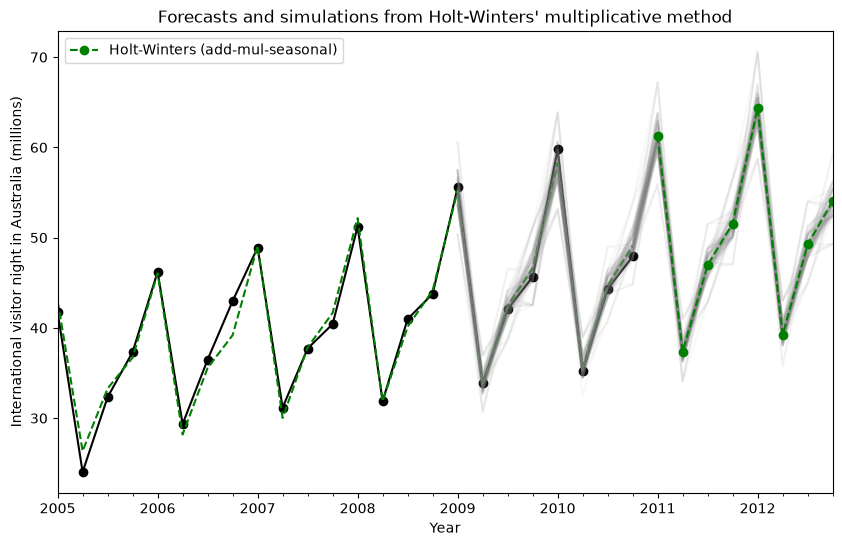 Forecasts and simulations from Holt-Winters' multiplicative method
Holt-Winters (add-mul-seasonal)
International visitor night in Australia (millions)
70
60
50
40
30
2005 2006 2007 2008 2009 2010 2011 2012
Year